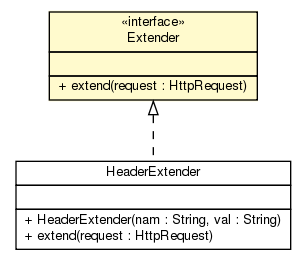 «interface»
Extender
+ extend(request : HttpRequest)
HeaderExtender
+ HeaderExtender(nam : String, val : String)
+ extend(request : HttpRequest)